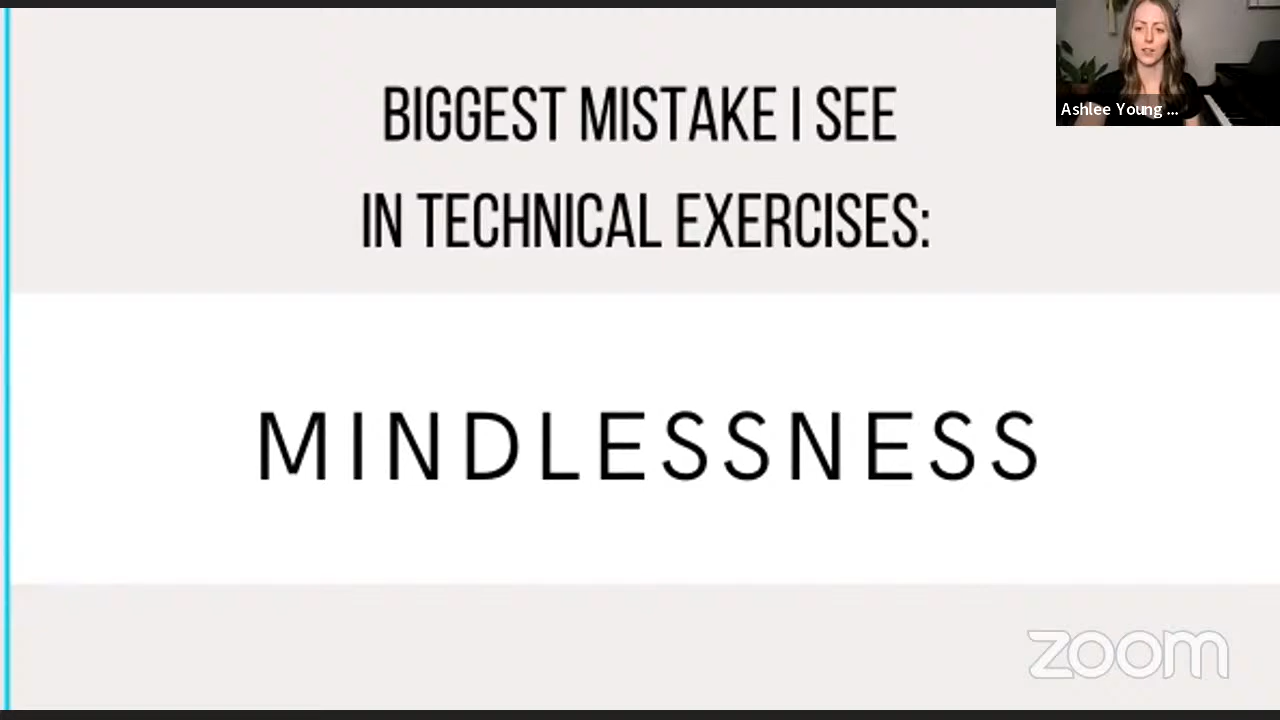 BIGGEST MISTAKE I SEE
IN TECHNICAL EXERCISES:
MINDLESSNESS
Ashlee Young ...
zoom